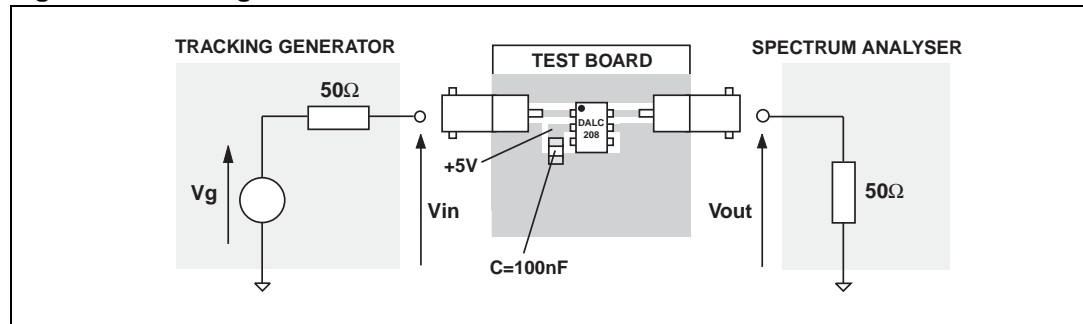 TRACKING GENERATOR
50Ω
Vg
Vin
TEST BOARD
DALC
208
+5V
C=100nF
SPECTRUM ANALYSER
Vout
50Ω